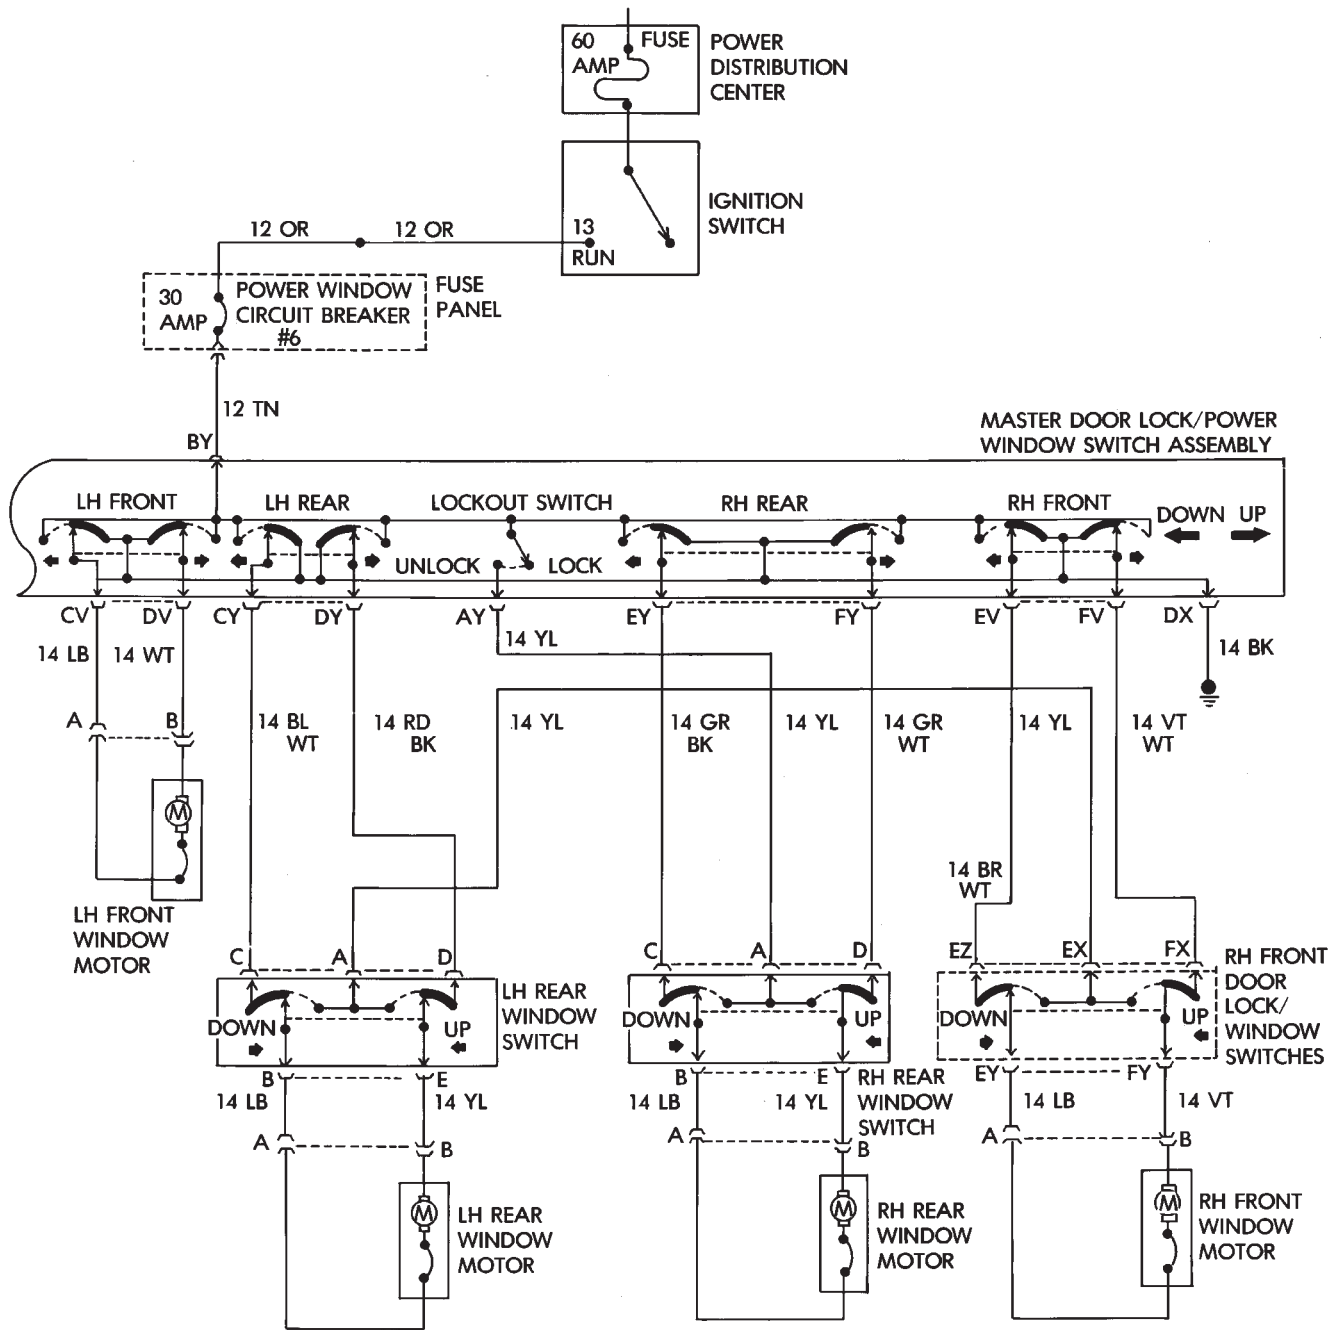 60 FUSE
AMP
POWER
DISTRIBUTION
CENTER
IGNITION
SWITCH
13
RUN
12 OR 12 OR
30
AMP
POWER WINDOW
CIRCUIT BREAKER
#6
FUSE
PANEL
12 TN
BY
MASTER DOOR LOCK/POWER
WINDOW SWITCH ASSEMBLY
LH FRONT LH REAR LOCKOUT SWITCH RH REAR RH FRONT DOWN UP
UNLOCK LOCK
CV DV CY DY AY EY FY EV FV DX
14 LB 14 WT 14 YL 14 BK
A B
14 BL
WT
14 RD
BK
14 YL
14 GR
BK
14 YL
14 GR
WT
14 YL
14 VT
WT
M
LH FRONT
WINDOW
MOTOR
14 BR
WT
C A D
C A D
EZ EX FX
DOWN UP
LH REAR
WINDOW
SWITCH
DOWN UP
DOWN UP
RH FRONT
DOOR
LOCK/
WINDOW
SWITCHES
B E
B E
RH REAR
WINDOW
SWITCH
EY FY
14 LB 14 YL
14 LB 14 YL
14 LB 14 VT
A B
A B
A B
M
LH REAR
WINDOW
MOTOR
M
RH REAR
WINDOW
MOTOR
M
RH FRONT
WINDOW
MOTOR